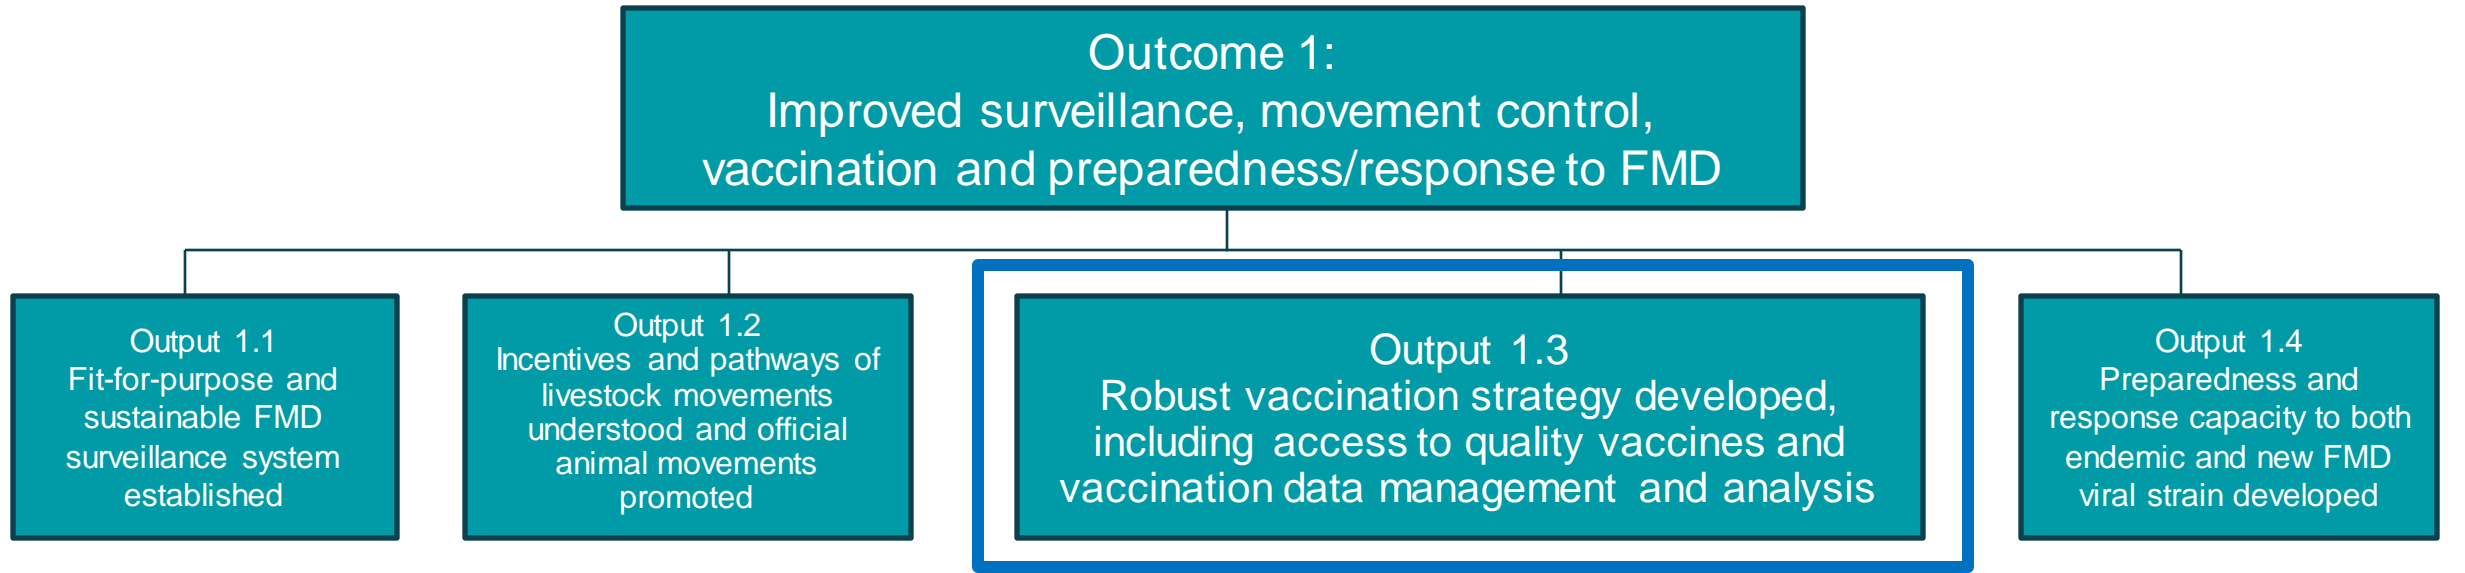 Outcome 1:
Improved surveillance, movement control,
vaccination and preparedness/response to FMD
Output 1.1
Fit-for-purpose and
sustainable FMD
surveillance system
established
Output 1.2
Incentives and pathways of
livestock movements
understood and official
animal movements
promoted
Output 1.3
Robust vaccination strategy developed,
including access to quality vaccines and
vaccination data management and analysis
Output 1.4
Preparedness and
response capacity to both
endemic and new FMD
viral strain developed